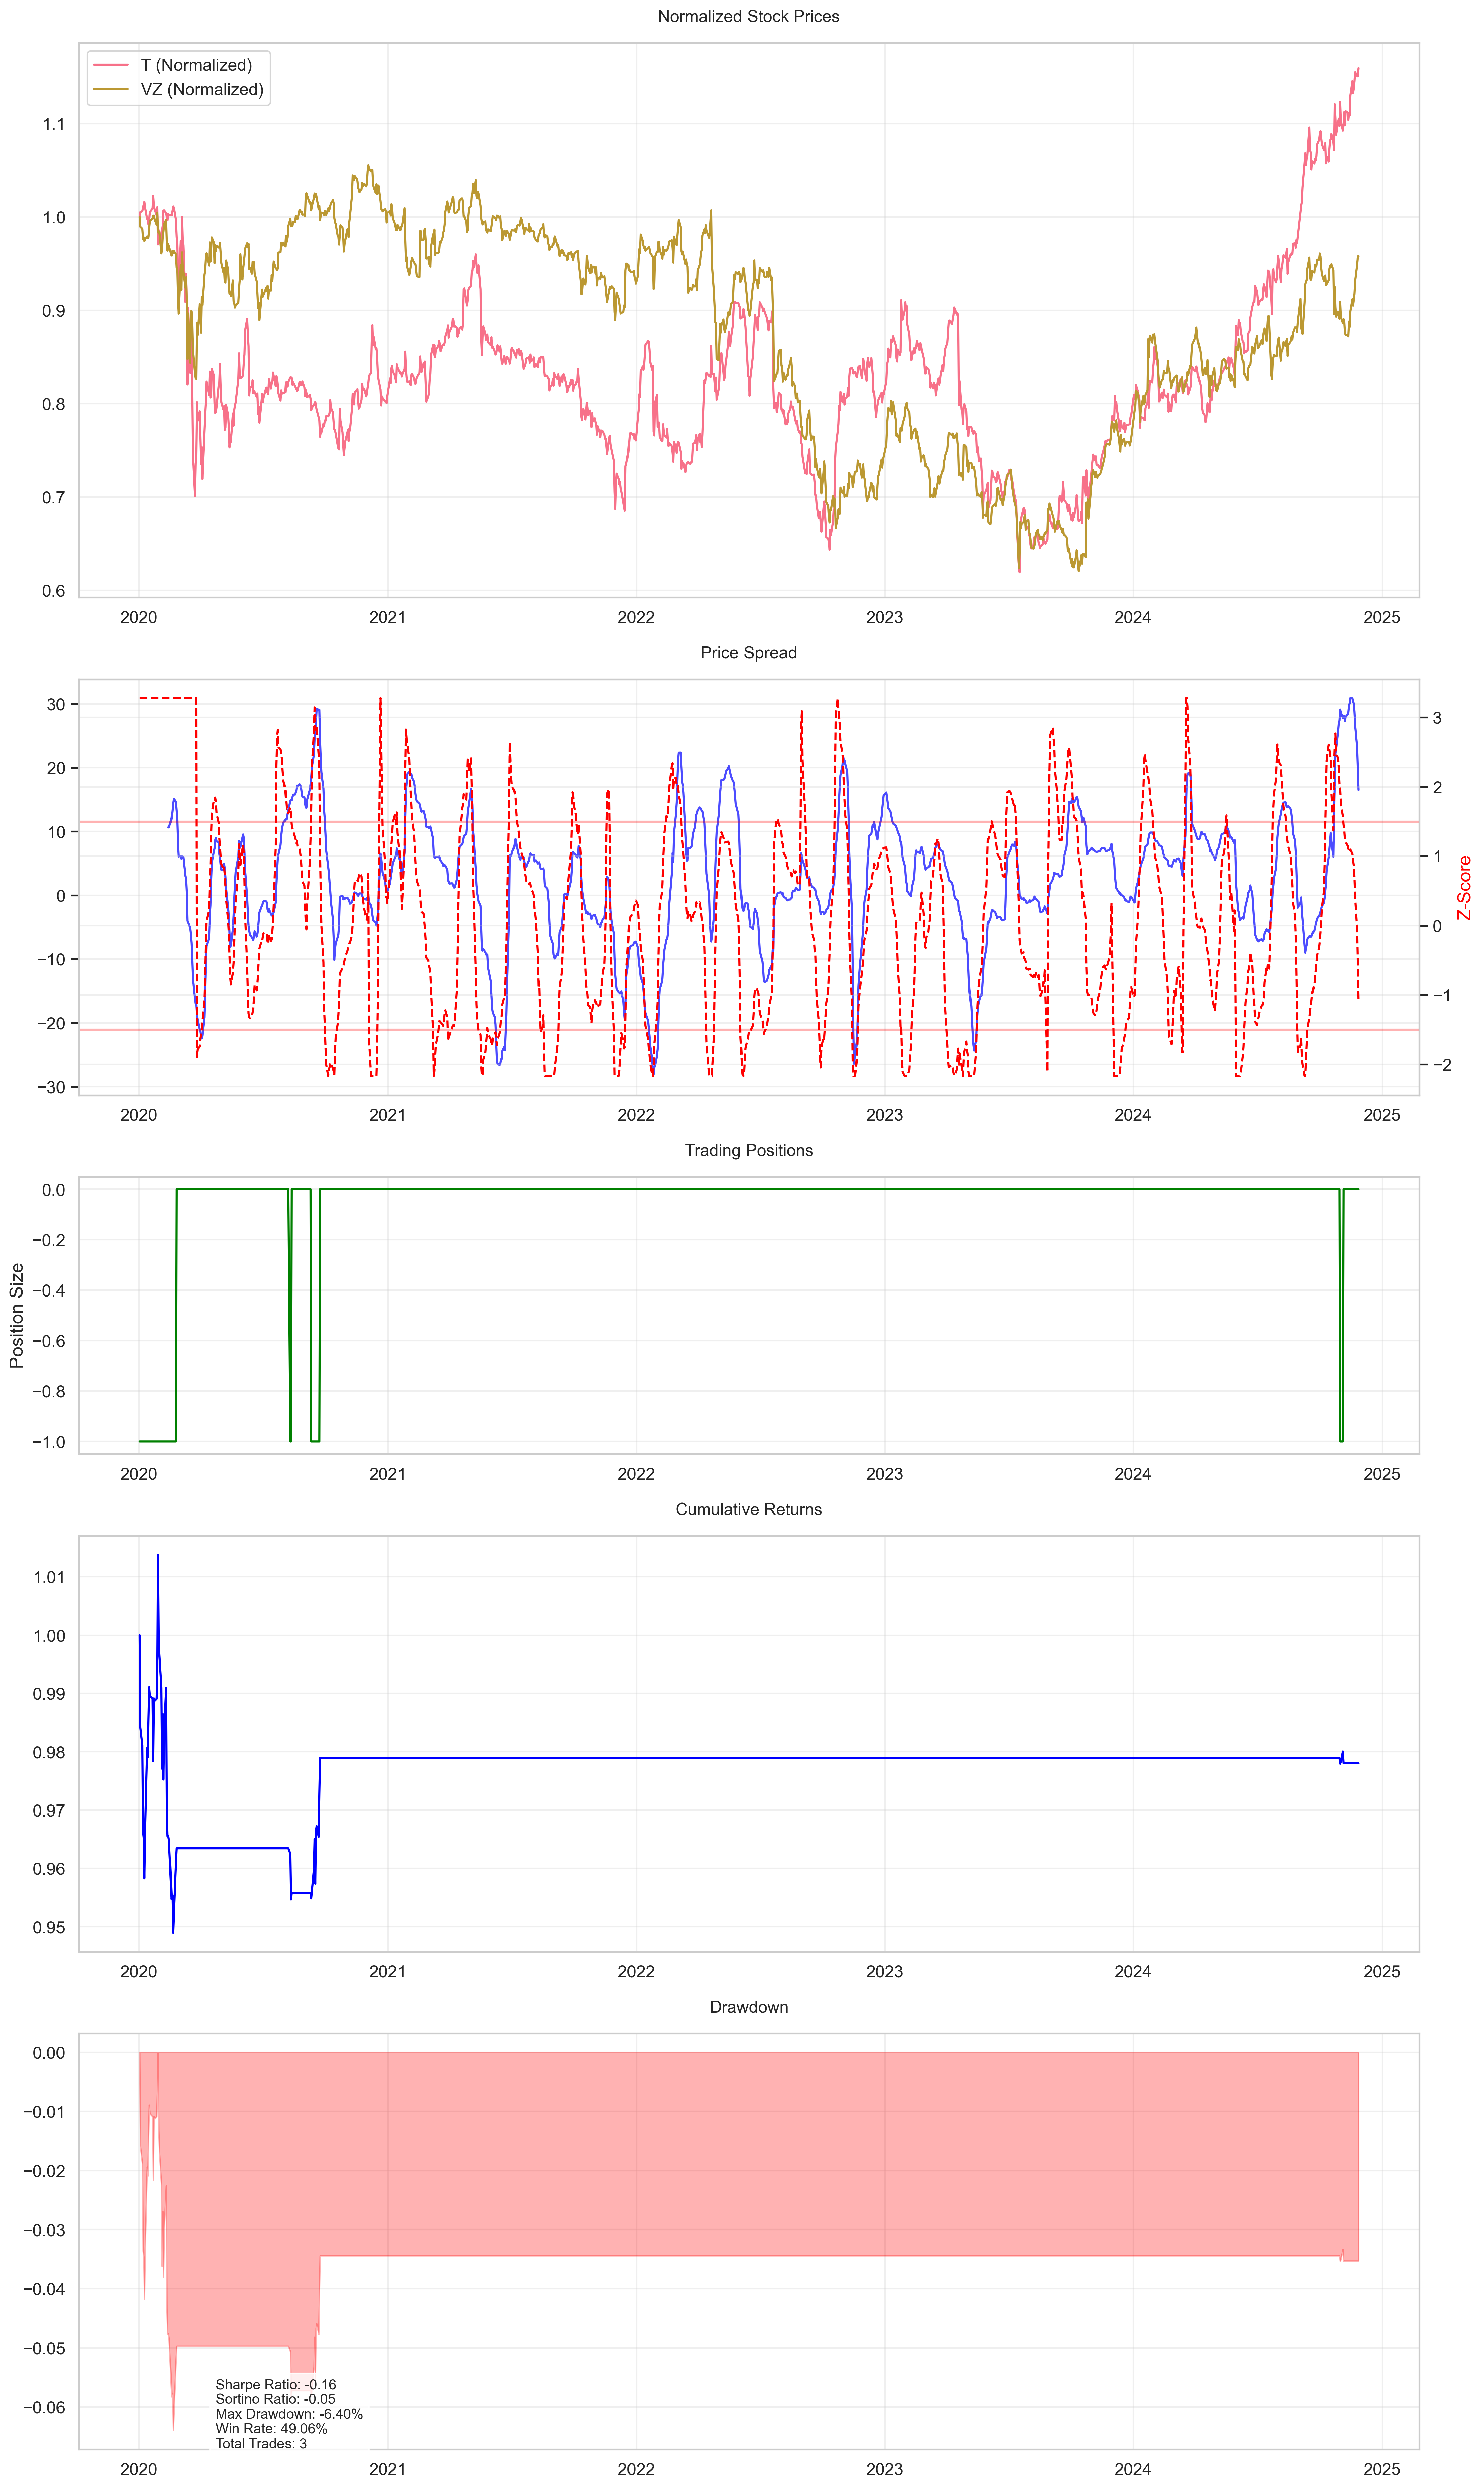 Normalized Stock Prices
T (Normalized)
VZ (Normalized)
1.1
1.0
0.9
0.8
0.7
0.6
2020 2021 2022 2023 2024 2025
Price Spread
30
20
10
0
−10
−20
−30
3
2
1
0
−1
−2
Z-Score
2020 2021 2022 2023 2024 2025
Trading Positions
Position Size
0.0
−0.2
−0.4
−0.6
−0.8
−1.0
2020 2021 2022 2023 2024 2025
Cumulative Returns
1.01
1.00
0.99
0.98
0.97
0.96
0.95
2020 2021 2022 2023 2024 2025
Drawdown
0.00
−0.01
−0.02
−0.03
−0.04
−0.05
−0.06
Sharpe Ratio: -0.16
Sortino Ratio: -0.05
Max Drawdown: -6.40%
Win Rate: 49.06%
Total Trades: 3
2020 2021 2022 2023 2024 2025